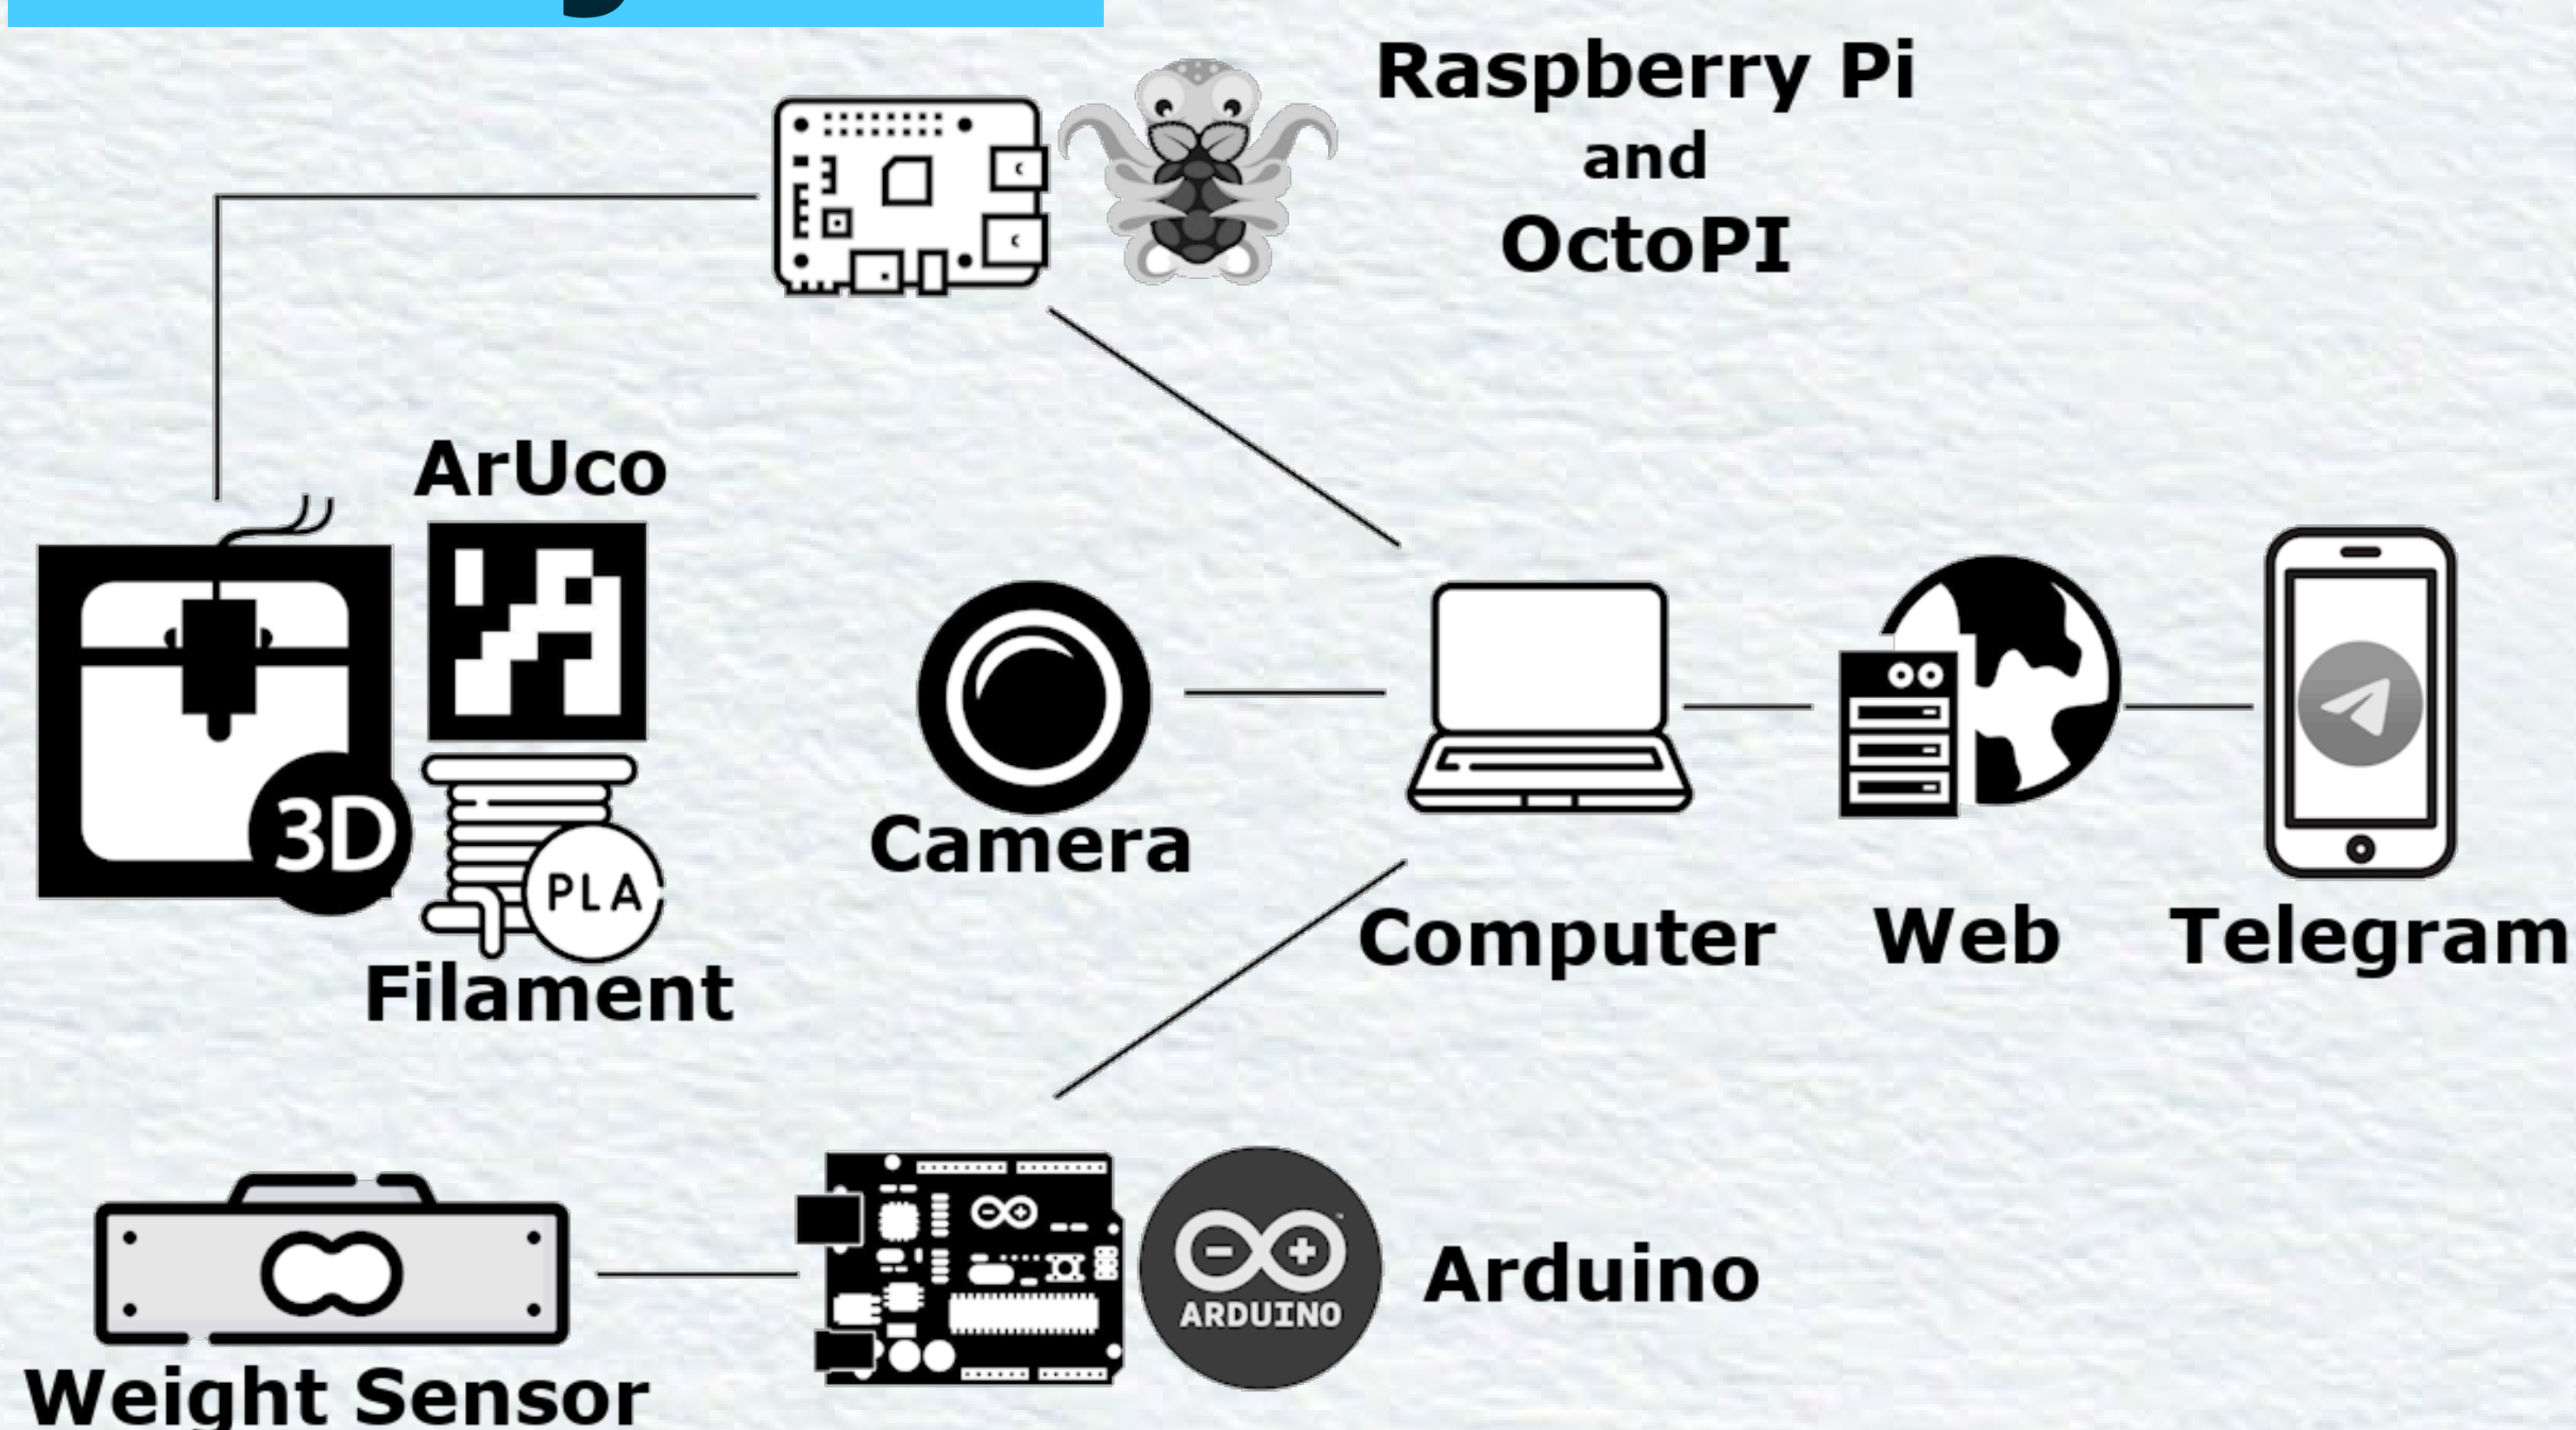 Raspberry Pi
and
OctoPI
ArUco
3D
PLA
Filament
Camera
Computer
Web
Telegram
ARDUINO
Arduino
Weight Sensor